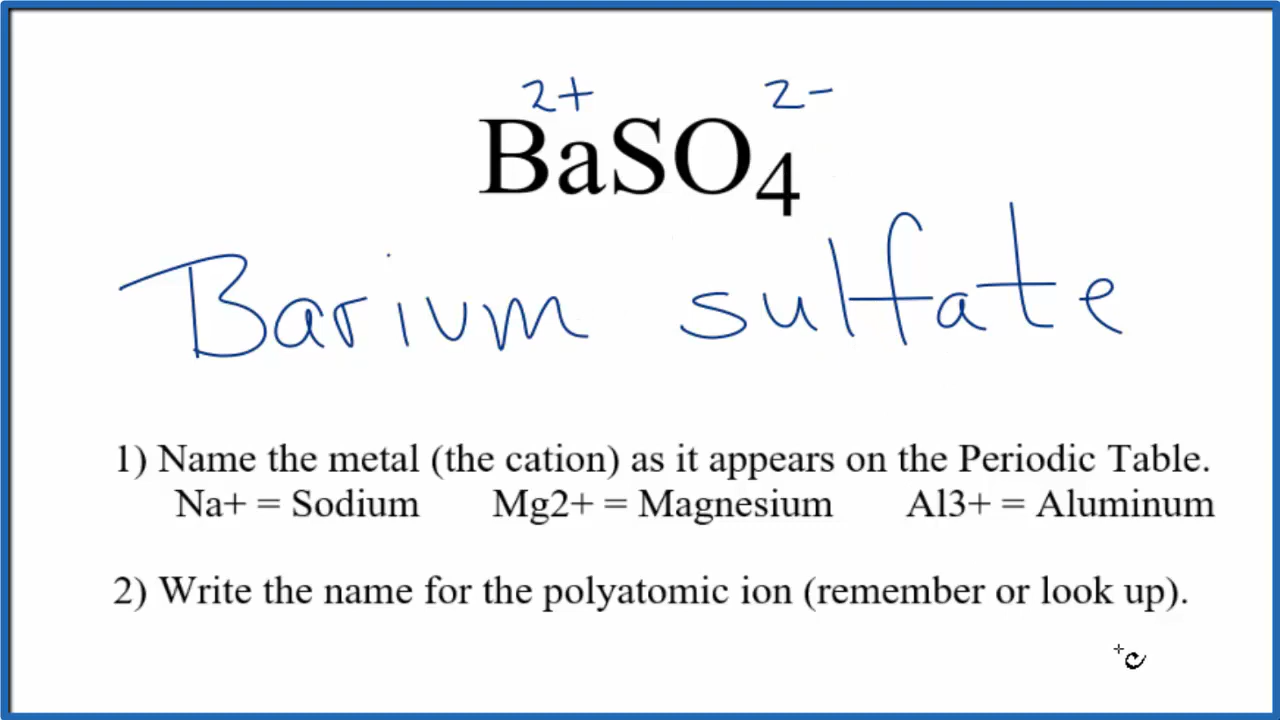 2+ 2-
BaSO4
Barium sulfate
1) Name the metal (the cation) as it appears on the Periodic Table.
Na+ = Sodium Mg2+ = Magnesium Al3+ = Aluminum
2) Write the name for the polyatomic ion (remember or look up).